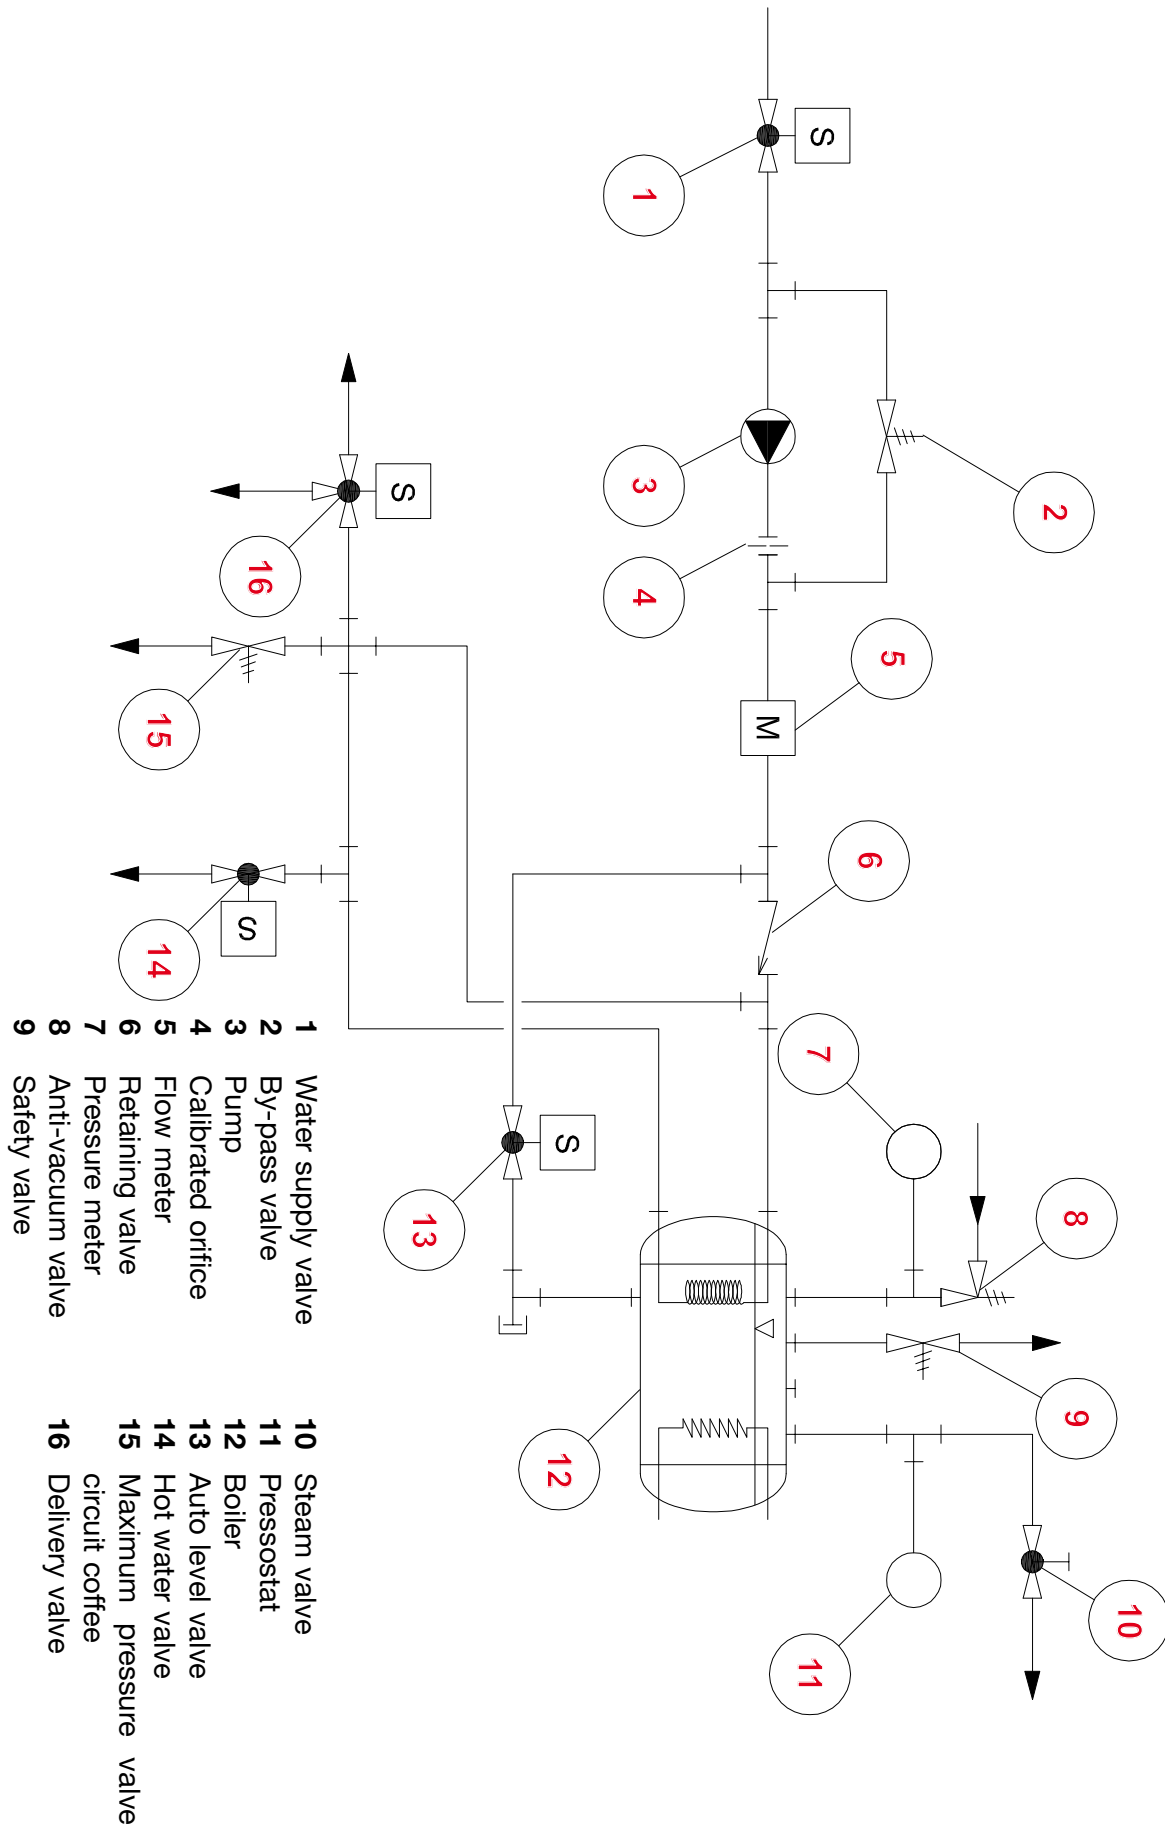 S
1
2
3
4
S
16
5
M
15
6
14
S
7
S
13
8
9
12
10
11
1 Water supply valve
2 By-pass valve
3 Pump
4 Calibrated orifice
5 Flow meter
6 Retaining valve
7 Pressure meter
8 Anti-vacuum valve
9 Safety valve
10 Steam valve
11 Pressostat
12 Boiler
13 Auto level valve
14 Hot water valve
15 Maximum pressure valve
circuit coffee
16 Delivery valve